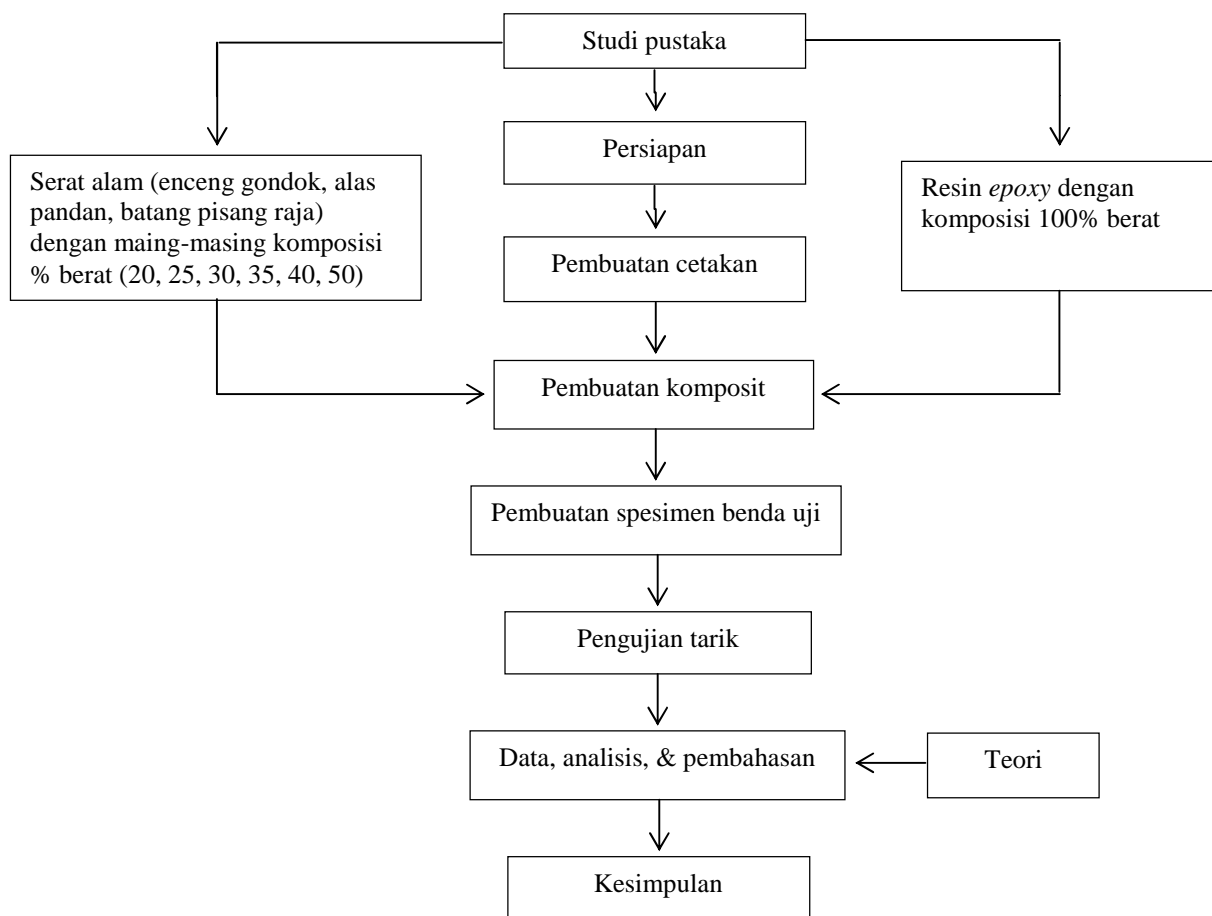 Studi pustaka
Persiapan
Serat alam (enceng gondok, alas
pandan, batang pisang raja)
dengan maing-masing komposisi
% berat (20, 25, 30, 35, 40, 50)
Resin epoxy dengan
komposisi 100% berat
Pembuatan cetakan
Pembuatan komposit
Pembuatan spesimen benda uji
Pengujian tarik
Data, analisis, & pembahasan
Teori
Kesimpulan